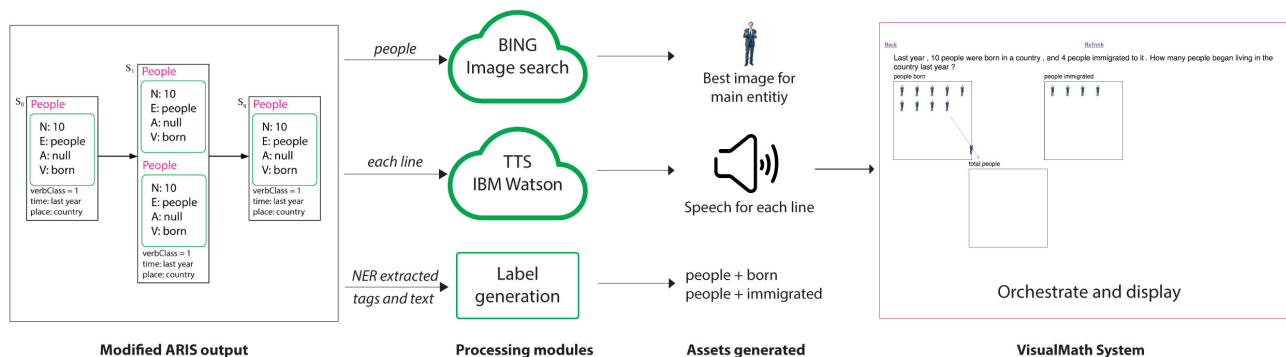 S0
People
N: 10
E: people
A: null
V: born
verbClass = 1
time: last year
place: country
S1
People
N: 10
E: people
A: null
V: born
People
N: 10
E: people
A: null
V: born
verbClass = 1
time: last year
place: country
Sq
People
N: 10
E: people
A: null
V: born
verbClass = 1
time: last year
place: country
Modified ARIS output
people
BING
Image search
Best image for
main entitiy
each line
TTS
IBM Watson
Speech for each line
NER extracted
tags and text
Label
generation
people + born
people + immigrated
Processing modules
Assets generated
Back
Refresh
Last year , 10 people were born in a country , and 4 people immigrated to it . How many people began living in the
country last year ?
people born
people immigrated
total people
Orchestrate and display
VisualMath System